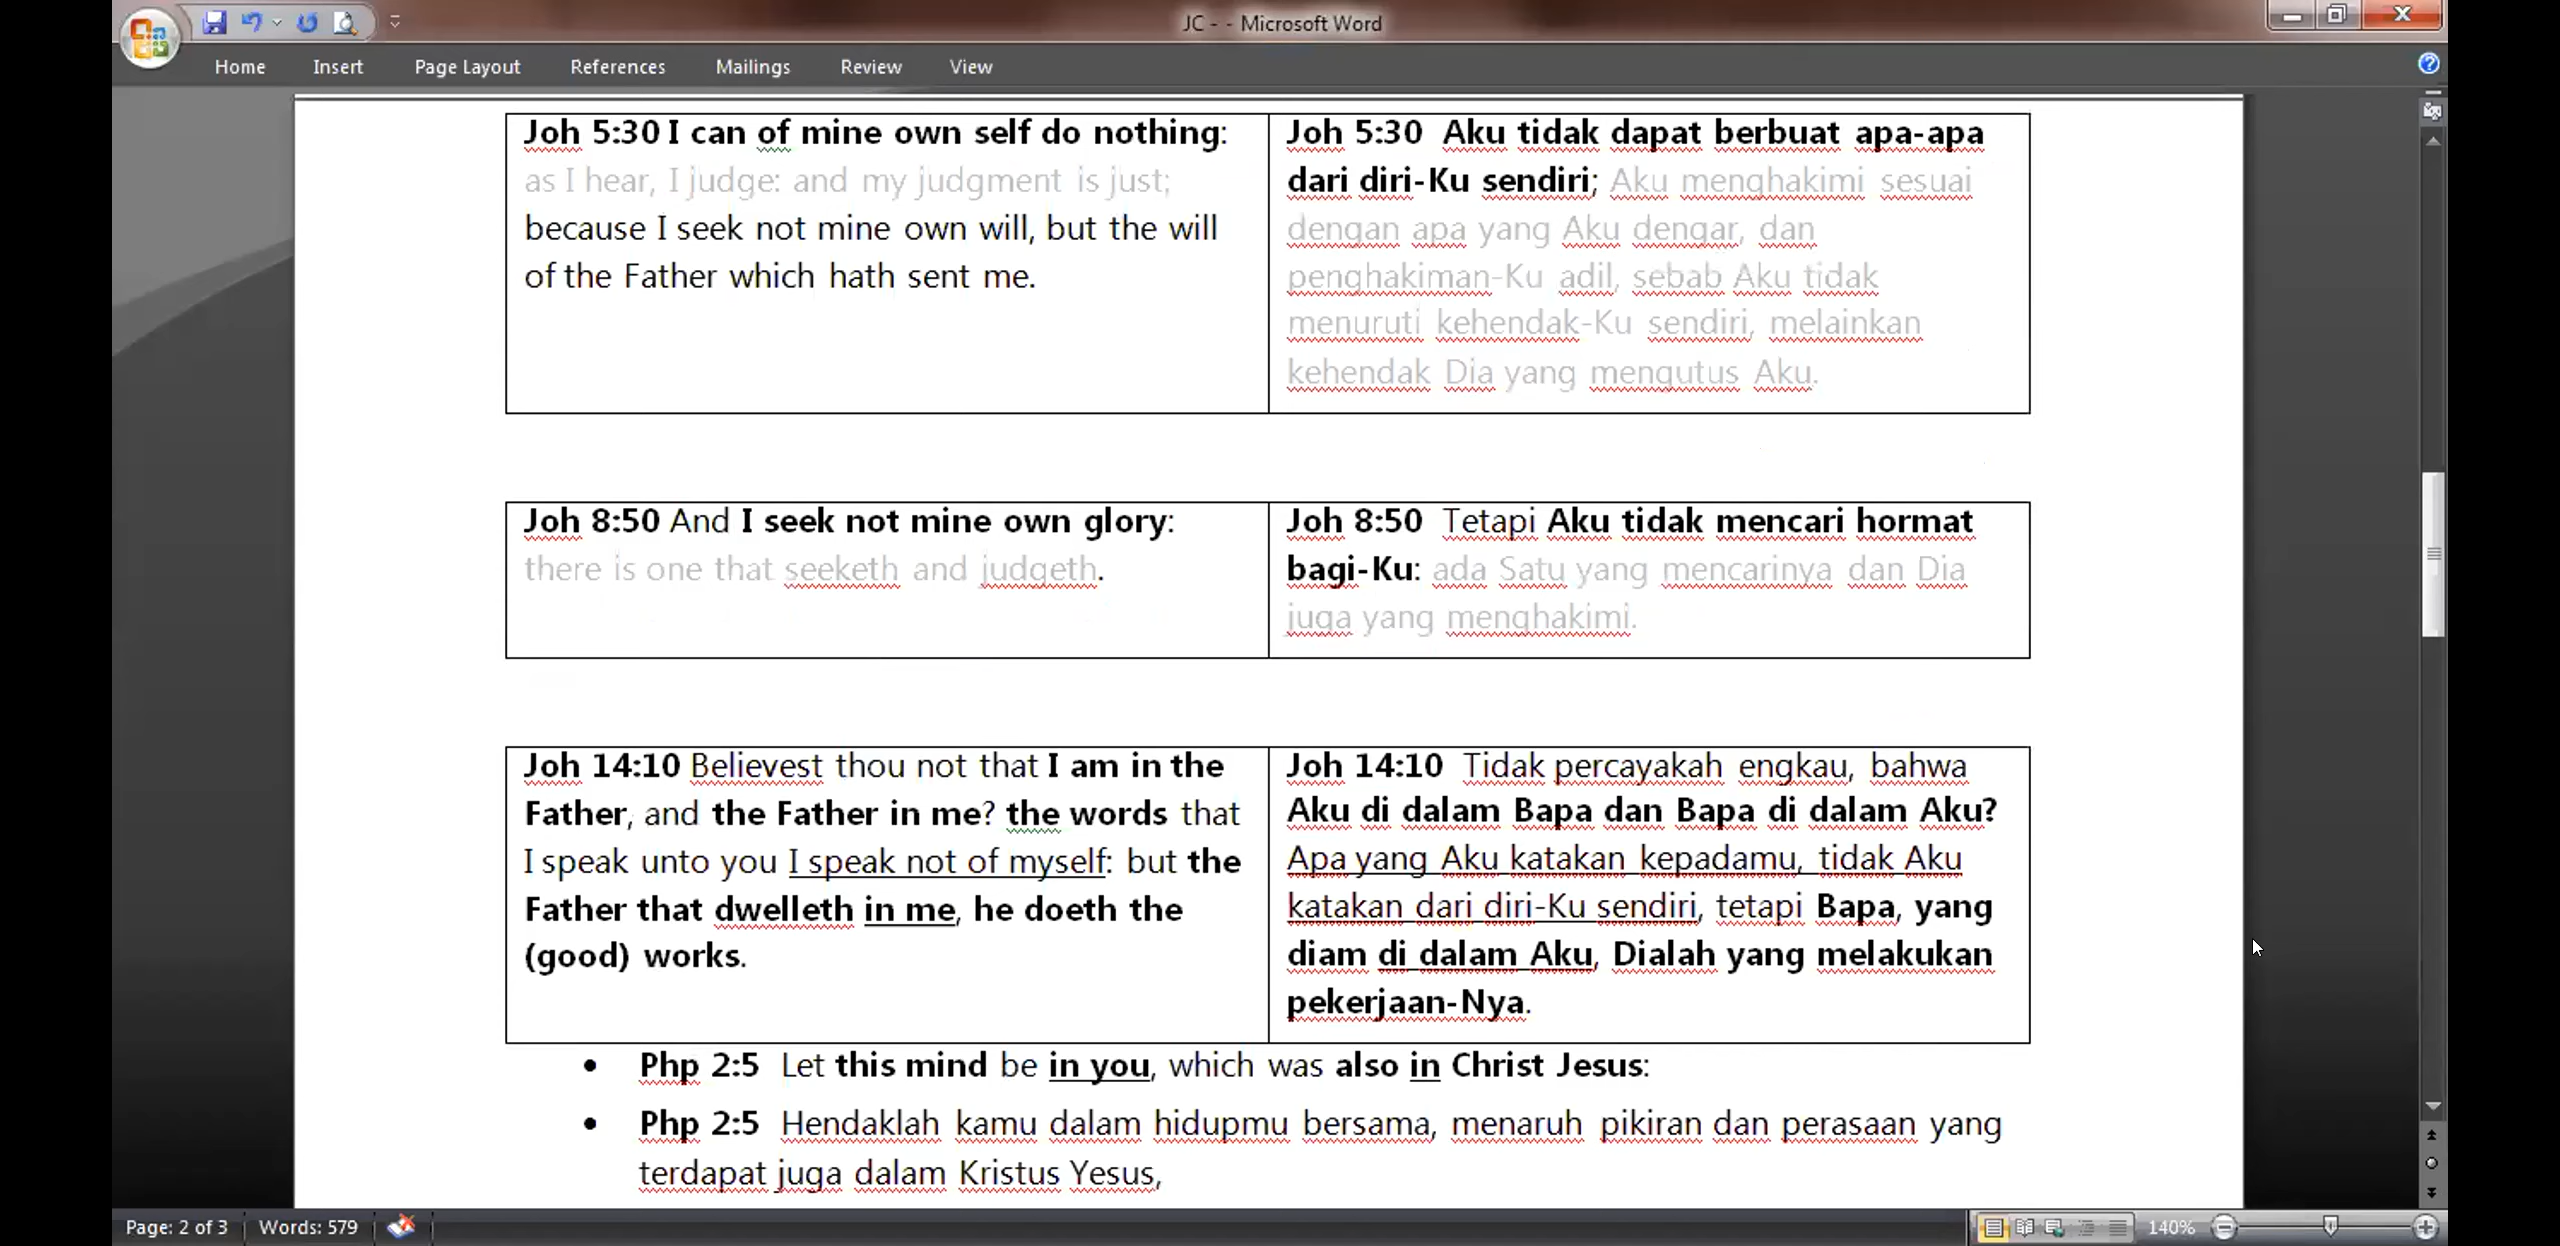 JC - - Microsoft Word
Home Insert Page Layout References Mailings Review View
Joh 5:30 I can of mine own self do nothing:
as I hear, I judge: and my judgment is just;
because I seek not mine own will, but the will
of the Father which hath sent me.
Joh 5:30 Aku tidak dapat berbuat apa-apa
dari diri-Ku sendiri; Aku menghakimi sesuai
dengan apa yang Aku dengar, dan
penghakiman-Ku adil, sebab Aku tidak
menuruti kehendak-Ku sendiri, melainkan
kehendak Dia yang mengutus Aku.
Joh 8:50 And I seek not mine own glory:
there is one that seeketh and judgeth.
Joh 8:50 Tetapi Aku tidak mencari hormat
bagi-Ku: ada Satu yang mencarinya dan Dia
juga yang menghakimi.
Joh 14:10 Believest thou not that I am in the
Father, and the Father in me? the words that
I speak unto you I speak not of myself: but the
Father that dwelleth in me, he doeth the
(good) works.
Joh 14:10 Tidak percayakah engkau, bahwa
Aku di dalam Bapa dan Bapa di dalam Aku?
Apa yang Aku katakan kepadamu, tidak Aku
katakan dari diri-Ku sendiri, tetapi Bapa, yang
diam di dalam Aku, Dialah yang melakukan
pekerjaan-Nya.
• Php 2:5 Let this mind be in you, which was also in Christ Jesus:
• Php 2:5 Hendaklah kamu dalam hidupmu bersama, menaruh pikiran dan perasaan yang
terdapat juga dalam Kristus Yesus,
Page: 2 of 3 Words: 579 140%